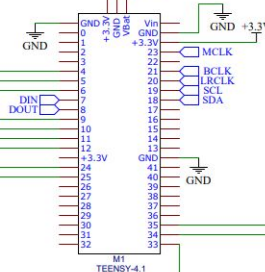 +3.3V
GND
VBat
GND
+3.3V
GND
GND Vin
0 GND
1 +3.3V
2 23 MCLK
3 22
4 21 BCLK
5 20 LRCLK
6 19 SCL
DIN 7 18 SDA
DOUT 8 17
9 16
10 15
11 14
12 13
+3.3V GND
24 41
25 40
GND
26 39
27 38
28 37
29 36
30 35
31 34
32 33
M1
TEENSY-4.1